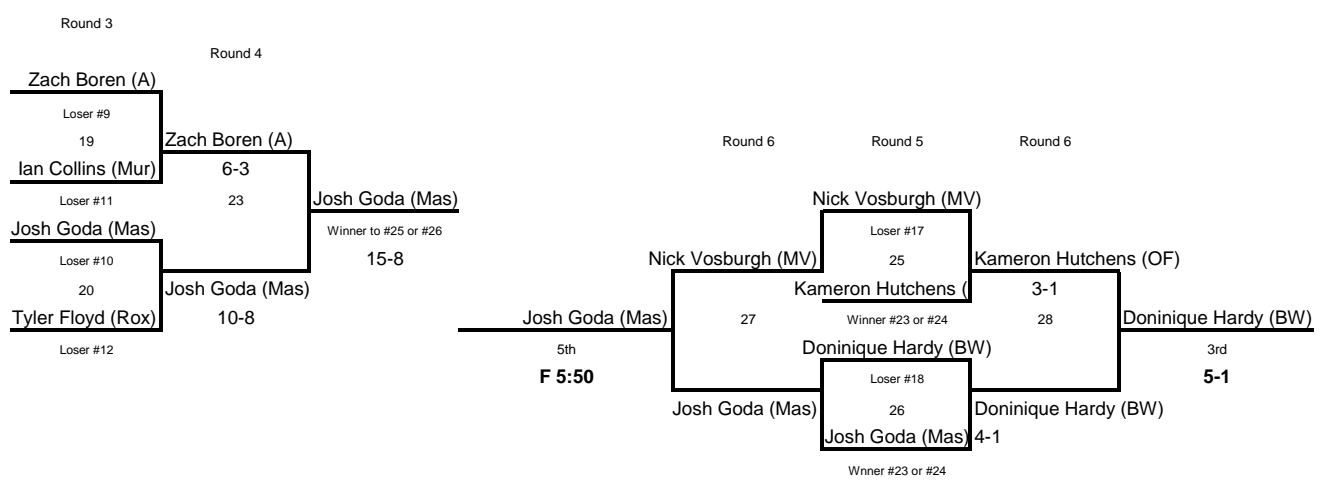 Round 3
Round 4
Zach Boren (A)
Loser #9
19
Zach Boren (A)
Round 6
Round 5
Round 6
Ian Collins (Mur)
6-3
Loser #11
23
Josh Goda (Mas)
Nick Vosburgh (MV)
Josh Goda (Mas)
Winner to #25 or #26
Loser #17
Loser #10
15-8
Nick Vosburgh (MV)
25
Kameron Hutchens (OF)
20
Josh Goda (Mas)
Kameron Hutchens (
3-1
Tyler Floyd (Rox)
10-8
Josh Goda (Mas)
27
Winner #23 or #24
28
Doninique Hardy (BW)
Loser #12
5th
Doninique Hardy (BW)
3rd
F 5:50
Loser #18
5-1
Josh Goda (Mas)
26
Doninique Hardy (BW)
Josh Goda (Mas)
4-1
Wnner #23 or #24